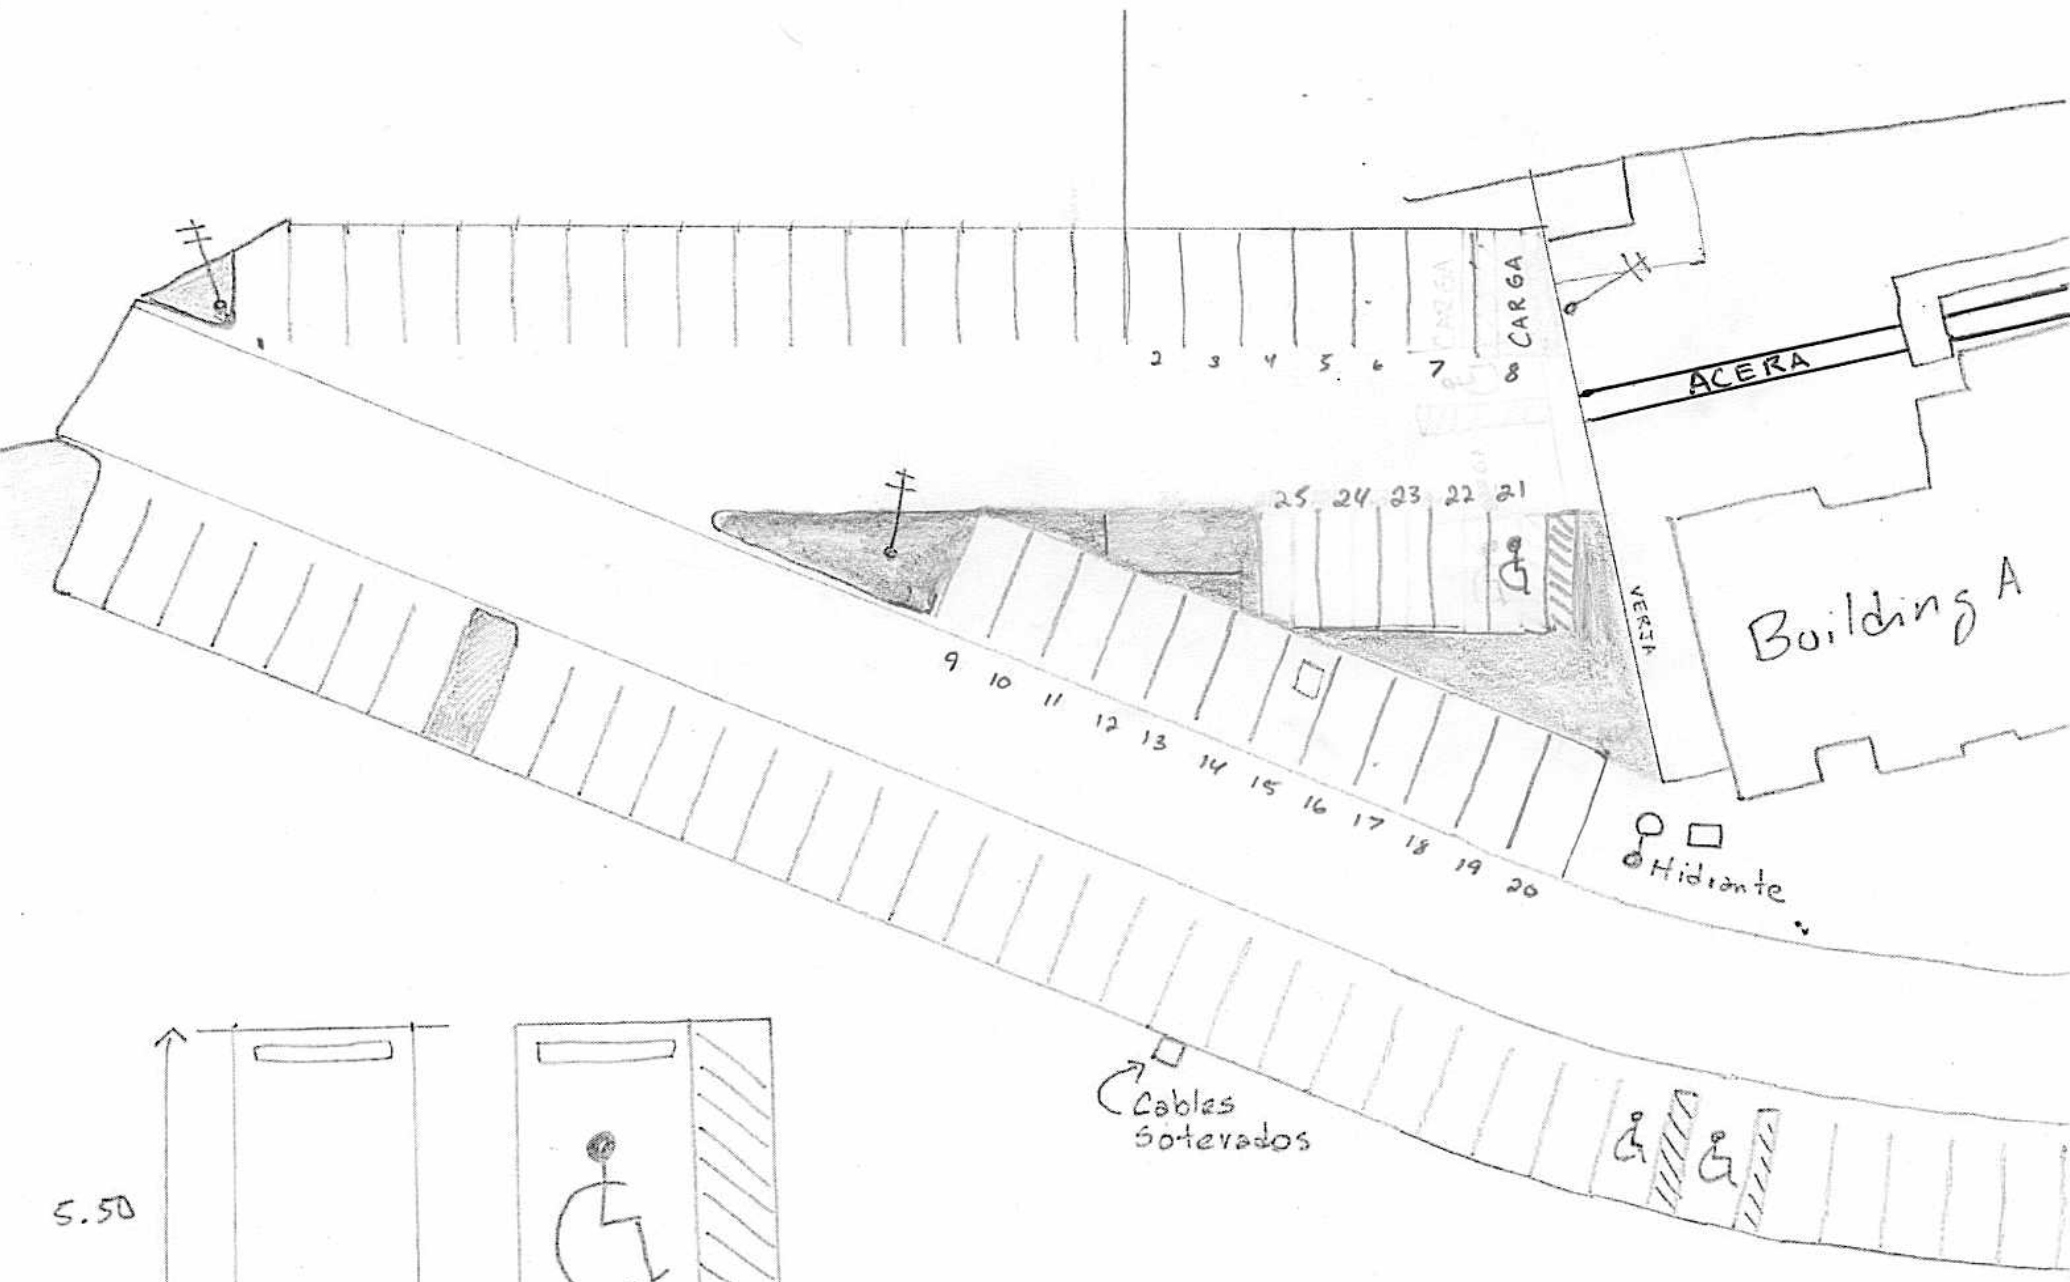 CARGA
CARGA
2 3 4 5 6 7 8
ACERA
25 24 23 22 21
VERJA
Building A
9 10 11 12 13 14 15 16 17 18 19 20
Hidrante
Cables
Soterados
5.50